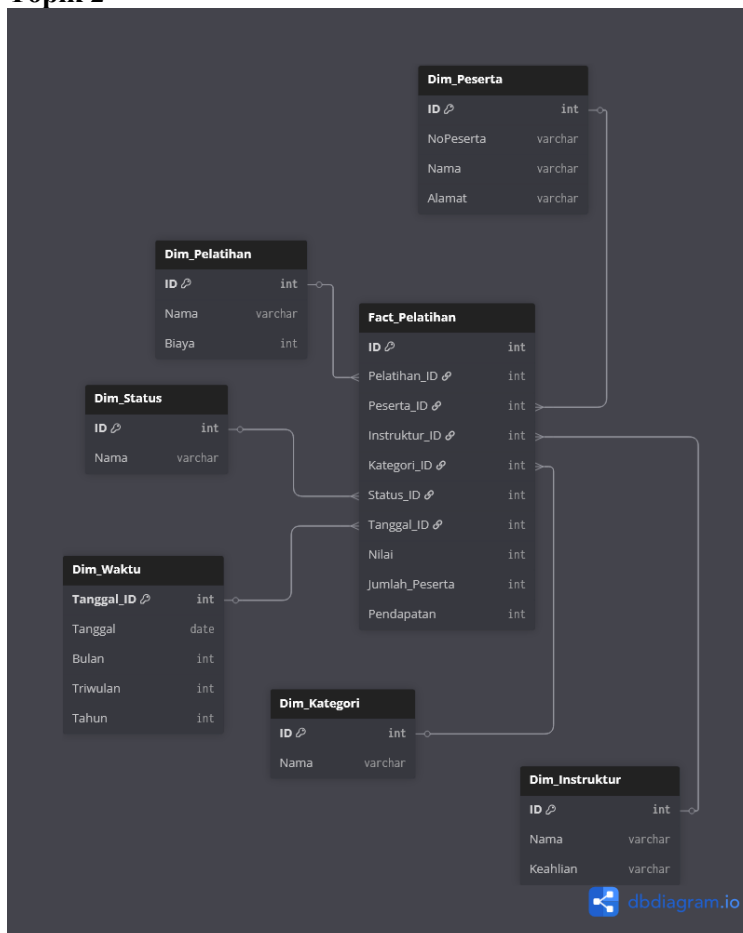 Topik 2
Dim_Peserta
ID int
NoPeserta varchar
Nama varchar
Alamat varchar
Dim_Pelatihan
ID int
Nama varchar
Biaya int
Fact_Pelatihan
ID int
Pelatihan_ID int
Peserta_ID int
Instruktur_ID int
Kategori_ID int
Status_ID int
Tanggal_ID int
Nilai int
Jumlah_Peserta int
Pendapatan int
Dim_Status
ID int
Nama varchar
Dim_Waktu
Tanggal_ID int
Tanggal date
Bulan int
Triwulan int
Tahun int
Dim_Kategori
ID int
Nama varchar
Dim_Instruktur
ID int
Nama varchar
Keahlian varchar
dbdiagram.io